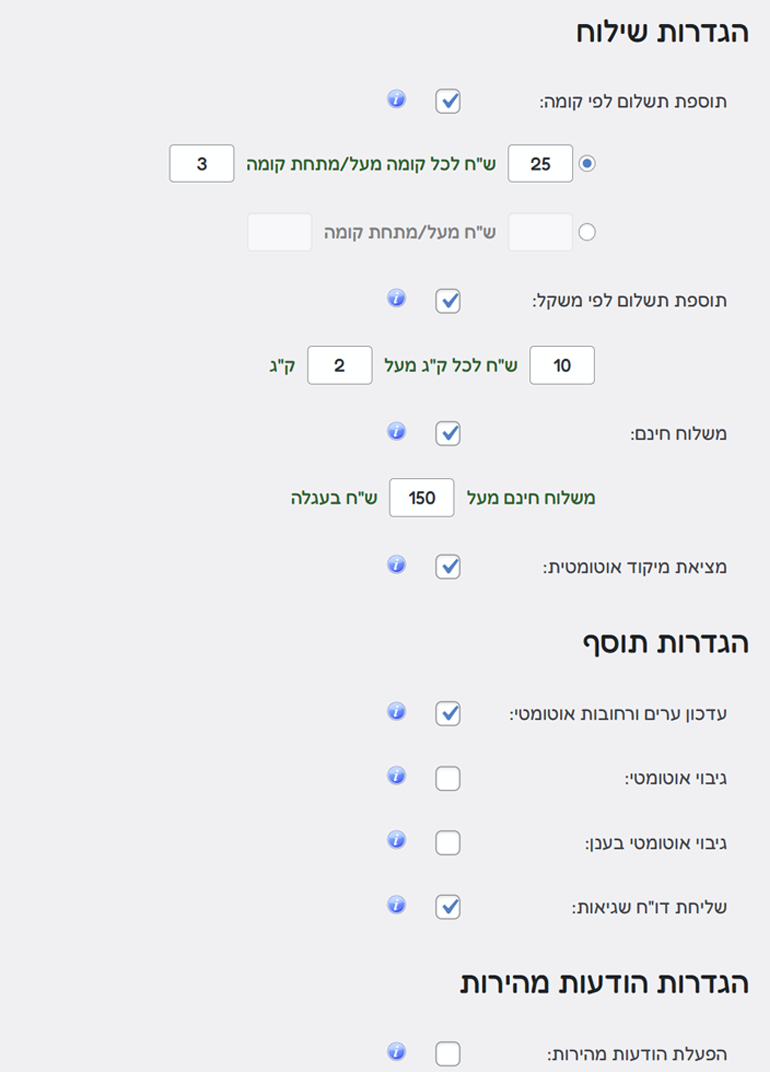 הגדרות שילוח
תוספת תשלום לפי קומה:
25 ש"ח לכל קומה מעל/מתחת קומה 3
ש"ח מעל/מתחת קומה
תוספת תשלום לפי משקל:
10 ש"ח לכל ק"ג מעל 2 ק"ג
משלוח חינם:
משלוח חינם מעל 150 ש"ח בעגלה
מציאת מיקוד אוטומטית:
הגדרות תוסף
עדכון ערים ורחובות אוטומטי:
גיבוי אוטומטי:
גיבוי אוטומטי בענן:
שליחת דו"ח שגיאות:
הגדרות הודעות מהירות
הפעלת הודעות מהירות: